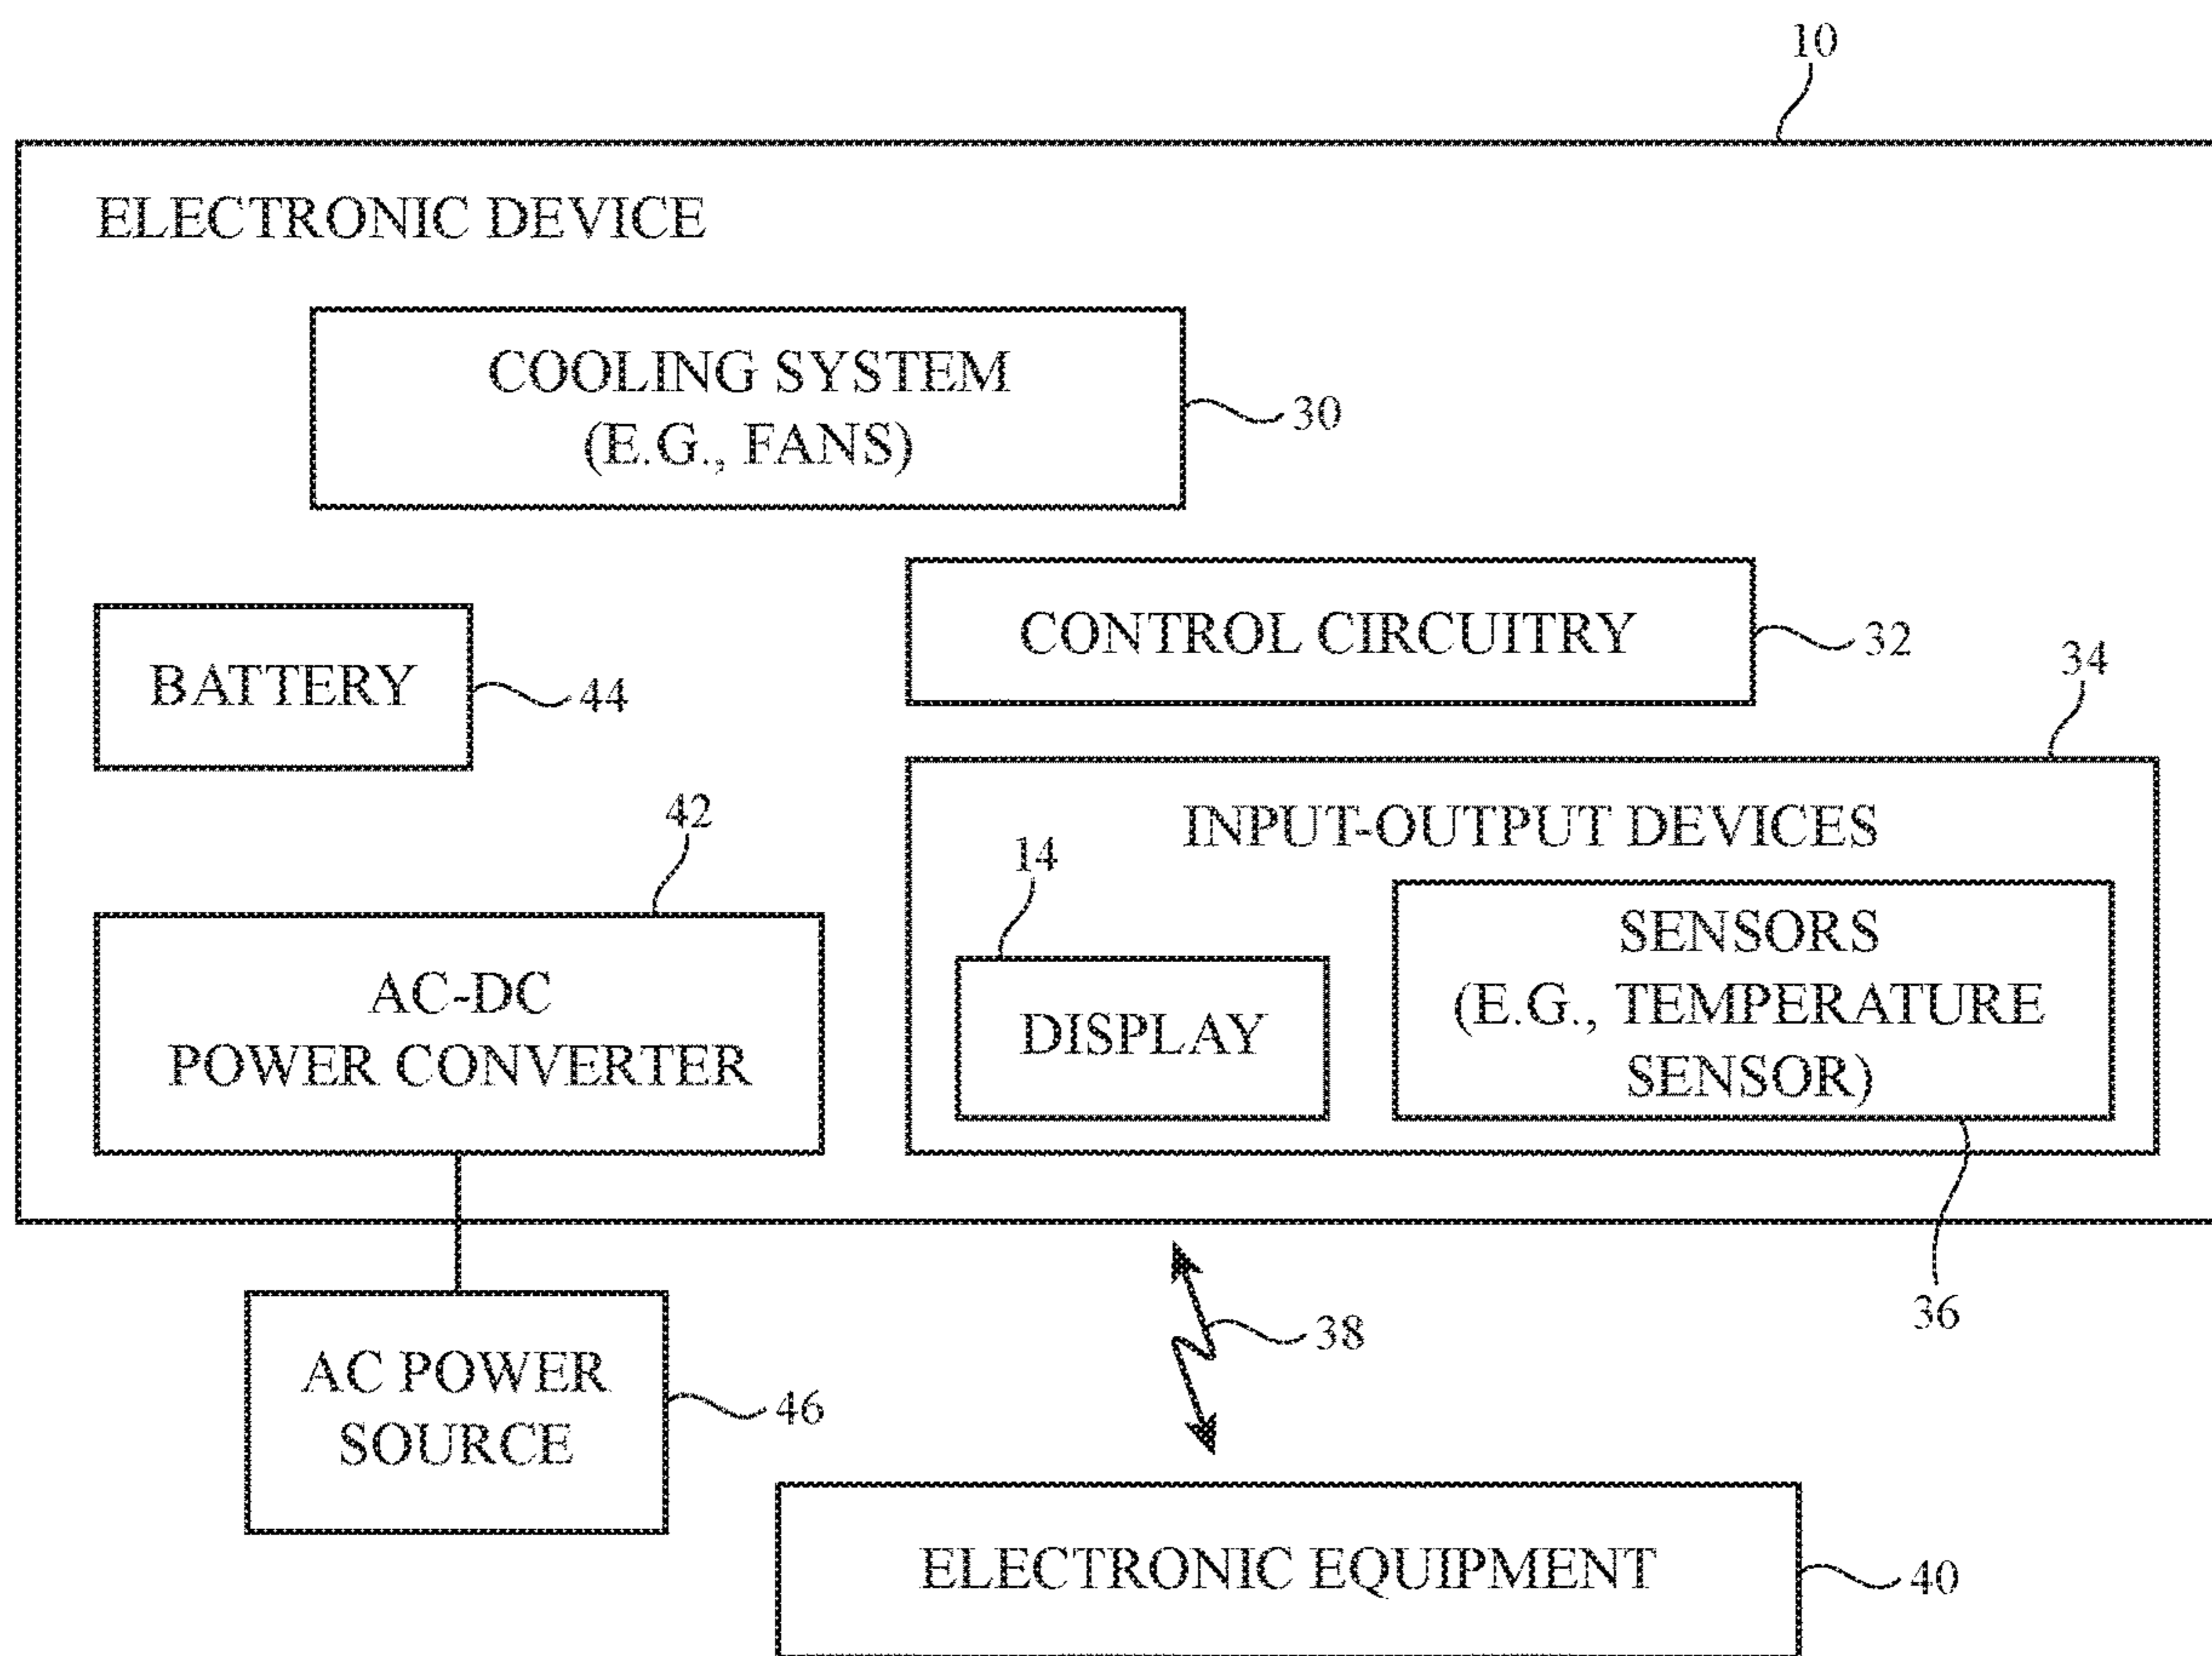 10
ELECTRONIC DEVICE
COOLING SYSTEM
(E.G., FANS)
30
CONTROL CIRCUITRY
32
BATTERY
44
34
INPUT-OUTPUT DEVICES
42
14
AC-DC
POWER CONVERTER
DISPLAY
SENSORS
(E.G., TEMPERATURE
SENSOR)
36
38
AC POWER
SOURCE
46
ELECTRONIC EQUIPMENT
40